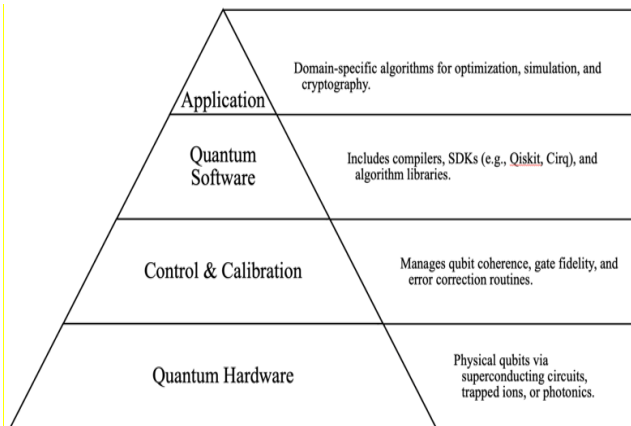 Domain-specific algorithms for optimization, simulation, and
cryptography.
Application
Quantum
Software
Includes compilers, SDKs (e.g., Qiskit, Cirq), and
algorithm libraries.
Control & Calibration
Manages qubit coherence, gate fidelity, and
error correction routines.
Quantum Hardware
Physical qubits via
superconducting circuits,
trapped ions, or photonics.